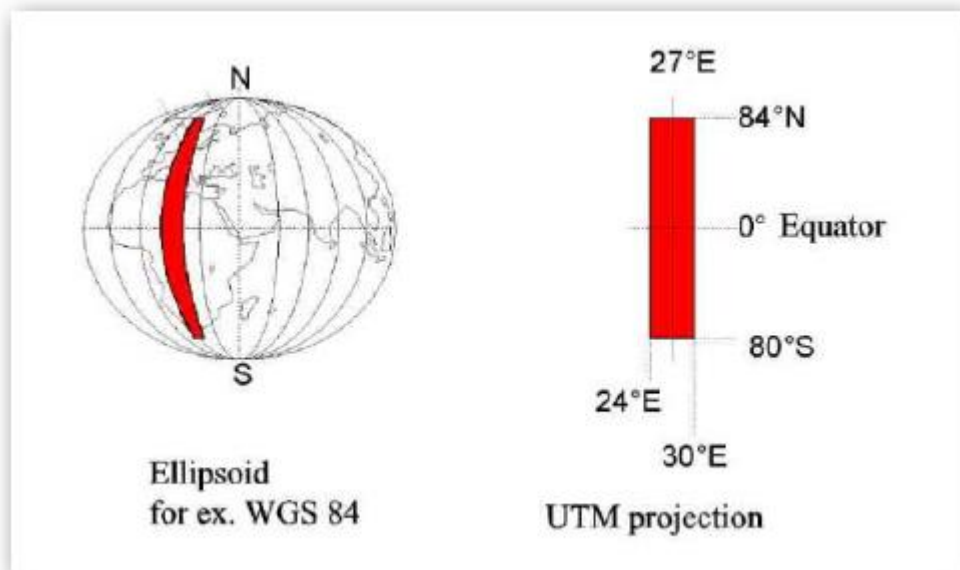 N
S
Ellipsoid
for ex. WGS 84
27°E
84°N
0° Equator
80°S
24°E
30°E
UTM projection